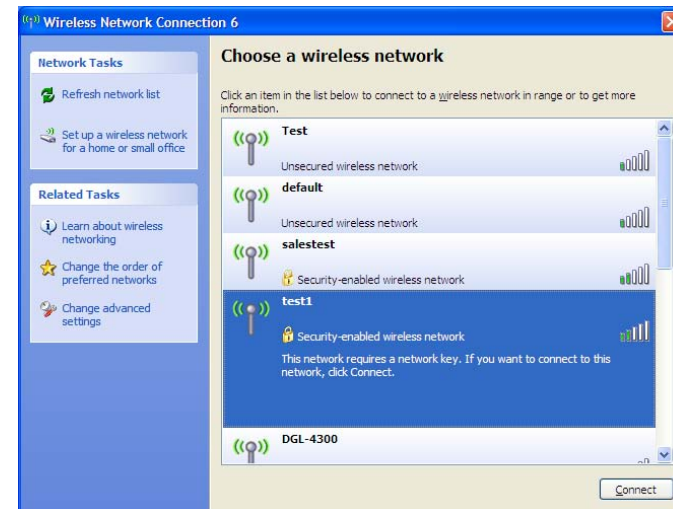 Wireless Network Connection 6
Network Tasks
Refresh network list
Set up a wireless network
for a home or small office
Related Tasks
Learn about wireless
networking
Change the order of
preferred networks
Change advanced
settings
Choose a wireless network
Click an item in the list below to connect to a wireless network in range or to get more
information.
Test
Unsecured wireless network
default
Unsecured wireless network
salestest
Security-enabled wireless network
test1
Security-enabled wireless network
This network requires a network key. If you want to connect to this
network, click Connect.
DGL-4300
Connect